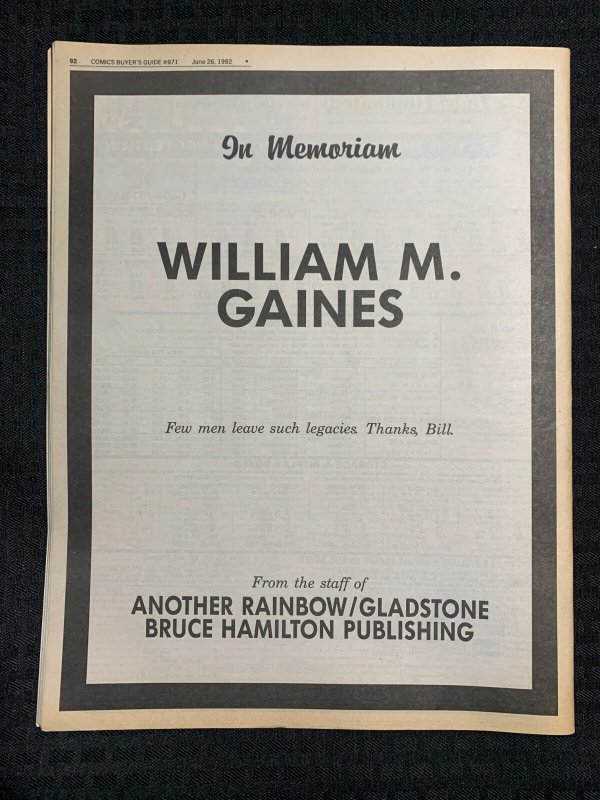 92 COMICS BUYER'S GUIDE #971 June 26, 1992 •
In Memoriam
WILLIAM M.
GAINES
Few men leave such legacies. Thanks, Bill.
From the staff of
ANOTHER RAINBOW/GLADSTONE
BRUCE HAMILTON PUBLISHING